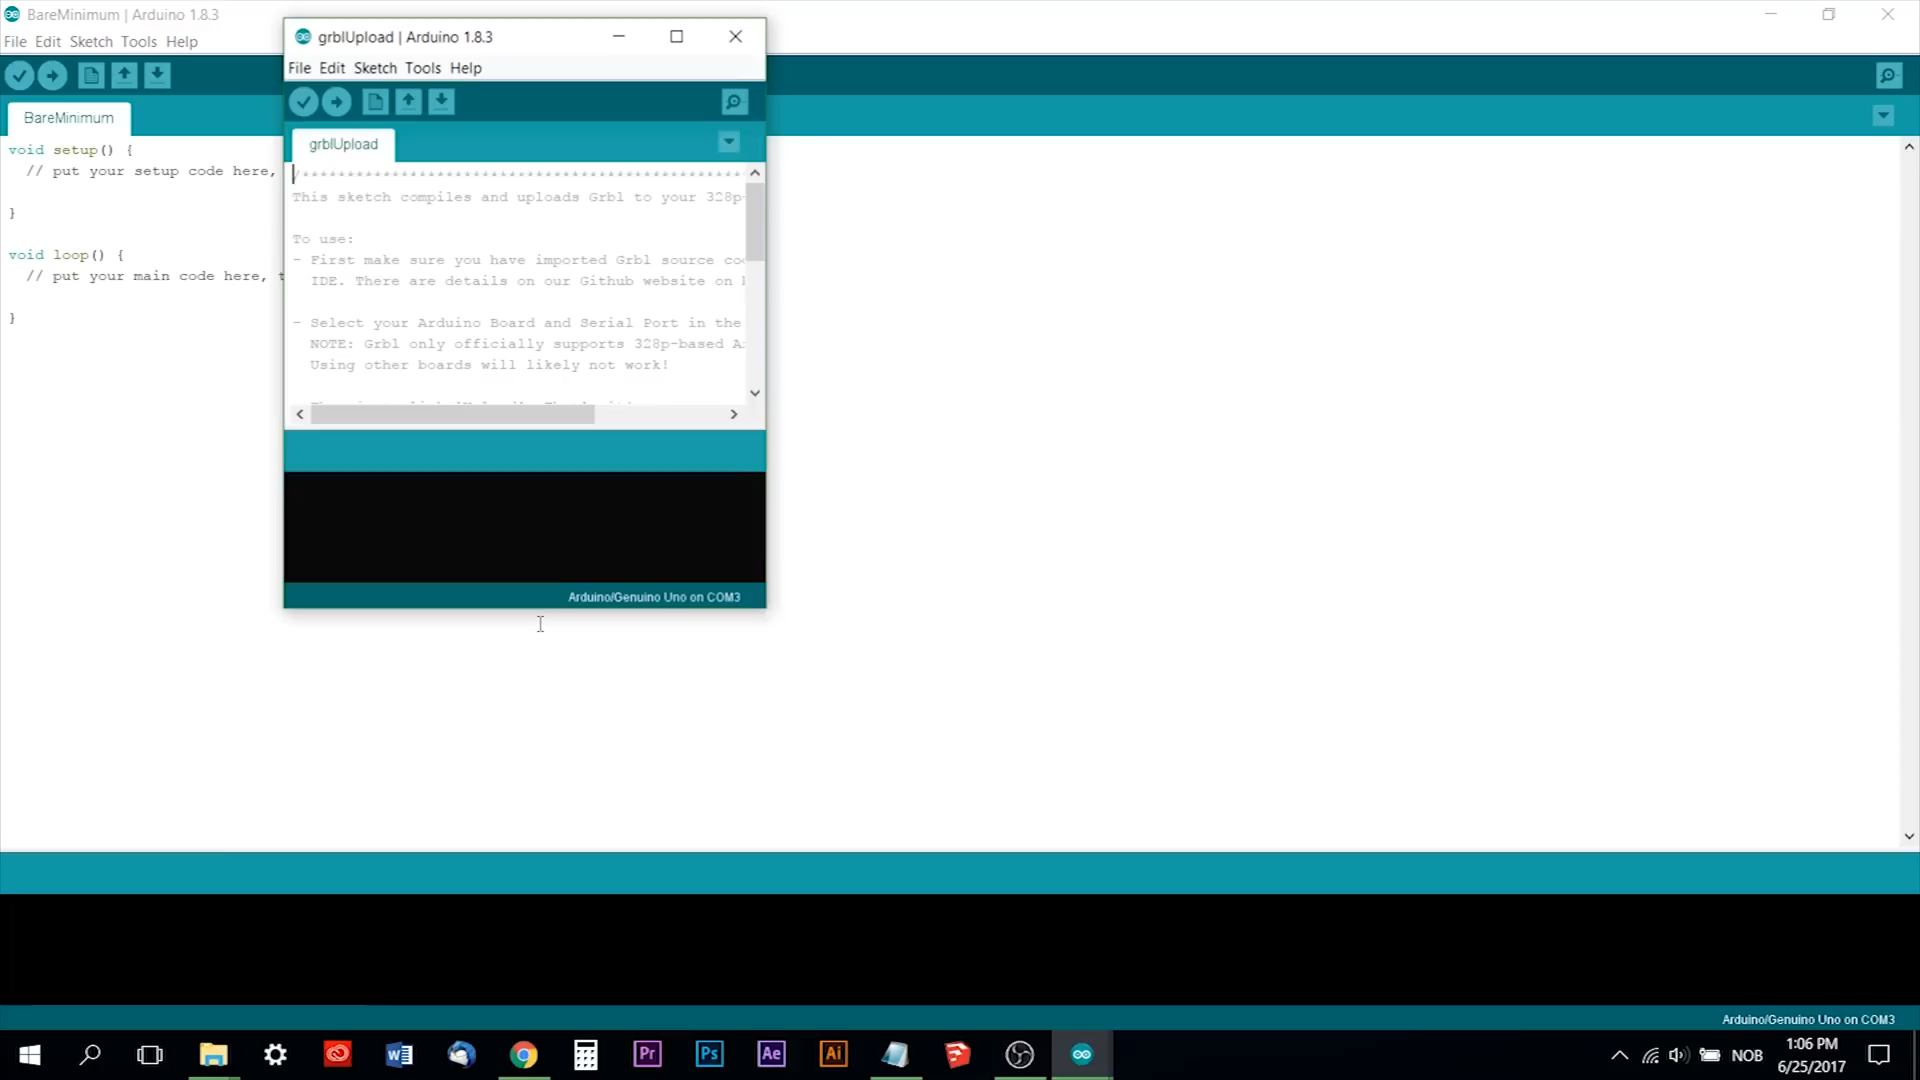 BareMinimum | Arduino 1.8.3
File Edit Sketch Tools Help
BareMinimum
void setup() {
// put your setup code here,
}
void loop() {
// put your main code here, t
}
grblUpload | Arduino 1.8.3
File Edit Sketch Tools Help
grblUpload
/************************************************
This sketch compiles and uploads Grbl to your 328p-
To use:
- First make sure you have imported Grbl source co
IDE. There are details on our Github website on
- Select your Arduino Board and Serial Port in the
NOTE: Grbl only officially supports 328p-based A
Using other boards will likely not work!
Arduino/Genuino Uno on COM3
Arduino/Genuino Uno on COM3
Pr
Ps
Ae
Ai
NOB
1:06 PM
6/25/2017